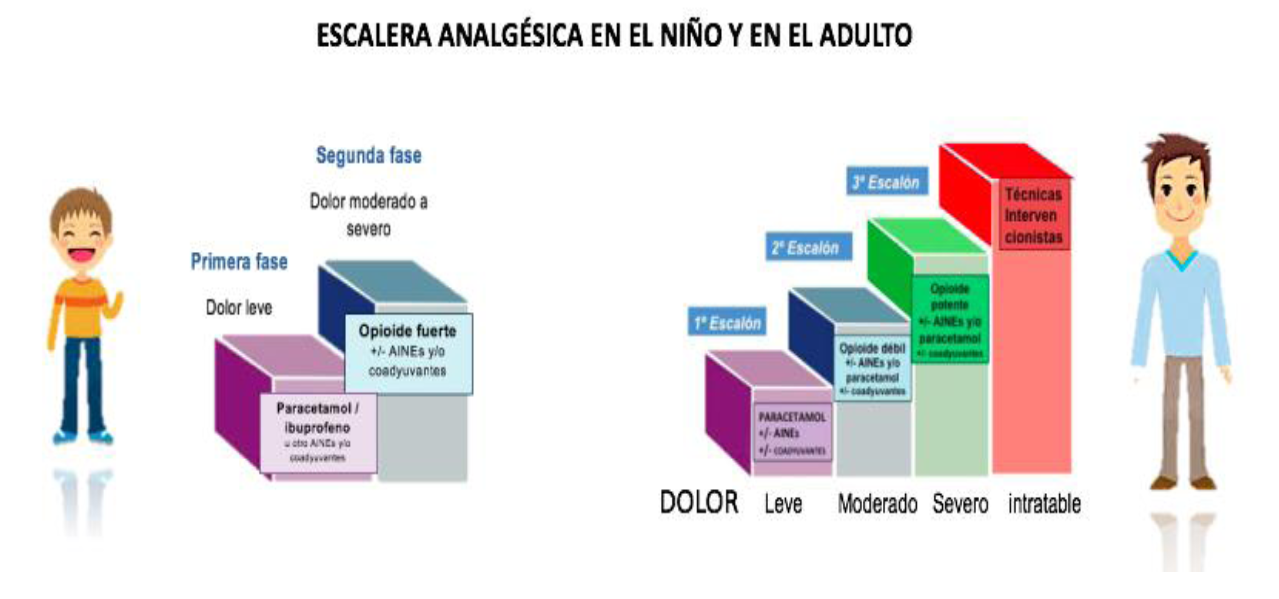 ESCALERA ANALGÉSICA EN EL NIÑO Y EN EL ADULTO
Segunda fase
Dolor moderado a
severo
Primera fase
Dolor leve
Opioide fuerte
+/- AINEs y/o
coadyuvantes
Paracetamol /
ibuprofeno
u otro AINEs y/o
coadyuvantes
3º Escalón
2º Escalón
1º Escalón
Técnicas
Interven
cionistas
Opioide
potente
+/- AINEs y/o
paracetamol
+/- coadyuvantes
Opioide débil
+/- AINEs y/o
paracetamol
+/- coadyuvantes
PARACETAMOL
+/- AINEs
+/- COADYUVANTES
DOLOR Leve Moderado Severo intratable